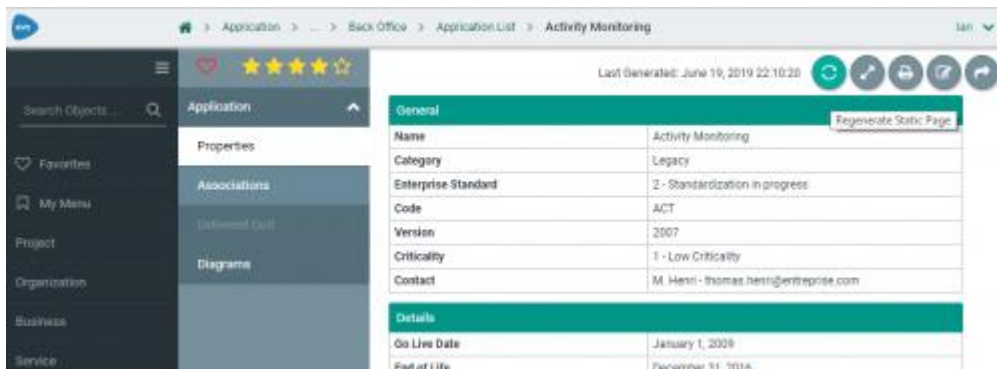 Application > ... > Back Office > Application List > Activity Monitoring
Ian
Last Generated: June 19, 2019 22:10:20
Regenerate Static Page
Search Objects...
Favorites
My Menu
Project
Organization
Business
Service
Application
Properties
Associations
Diagrams
General
Name Activity Monitoring
Category Legacy
Enterprise Standard 2 - Standardization in progress
Code ACT
Version 2007
Criticality 1 - Low Criticality
Contact M. Henri - thomas.henri@entreprise.com
Details
Go Live Date January 1, 2009
End of Life December 31, 2016